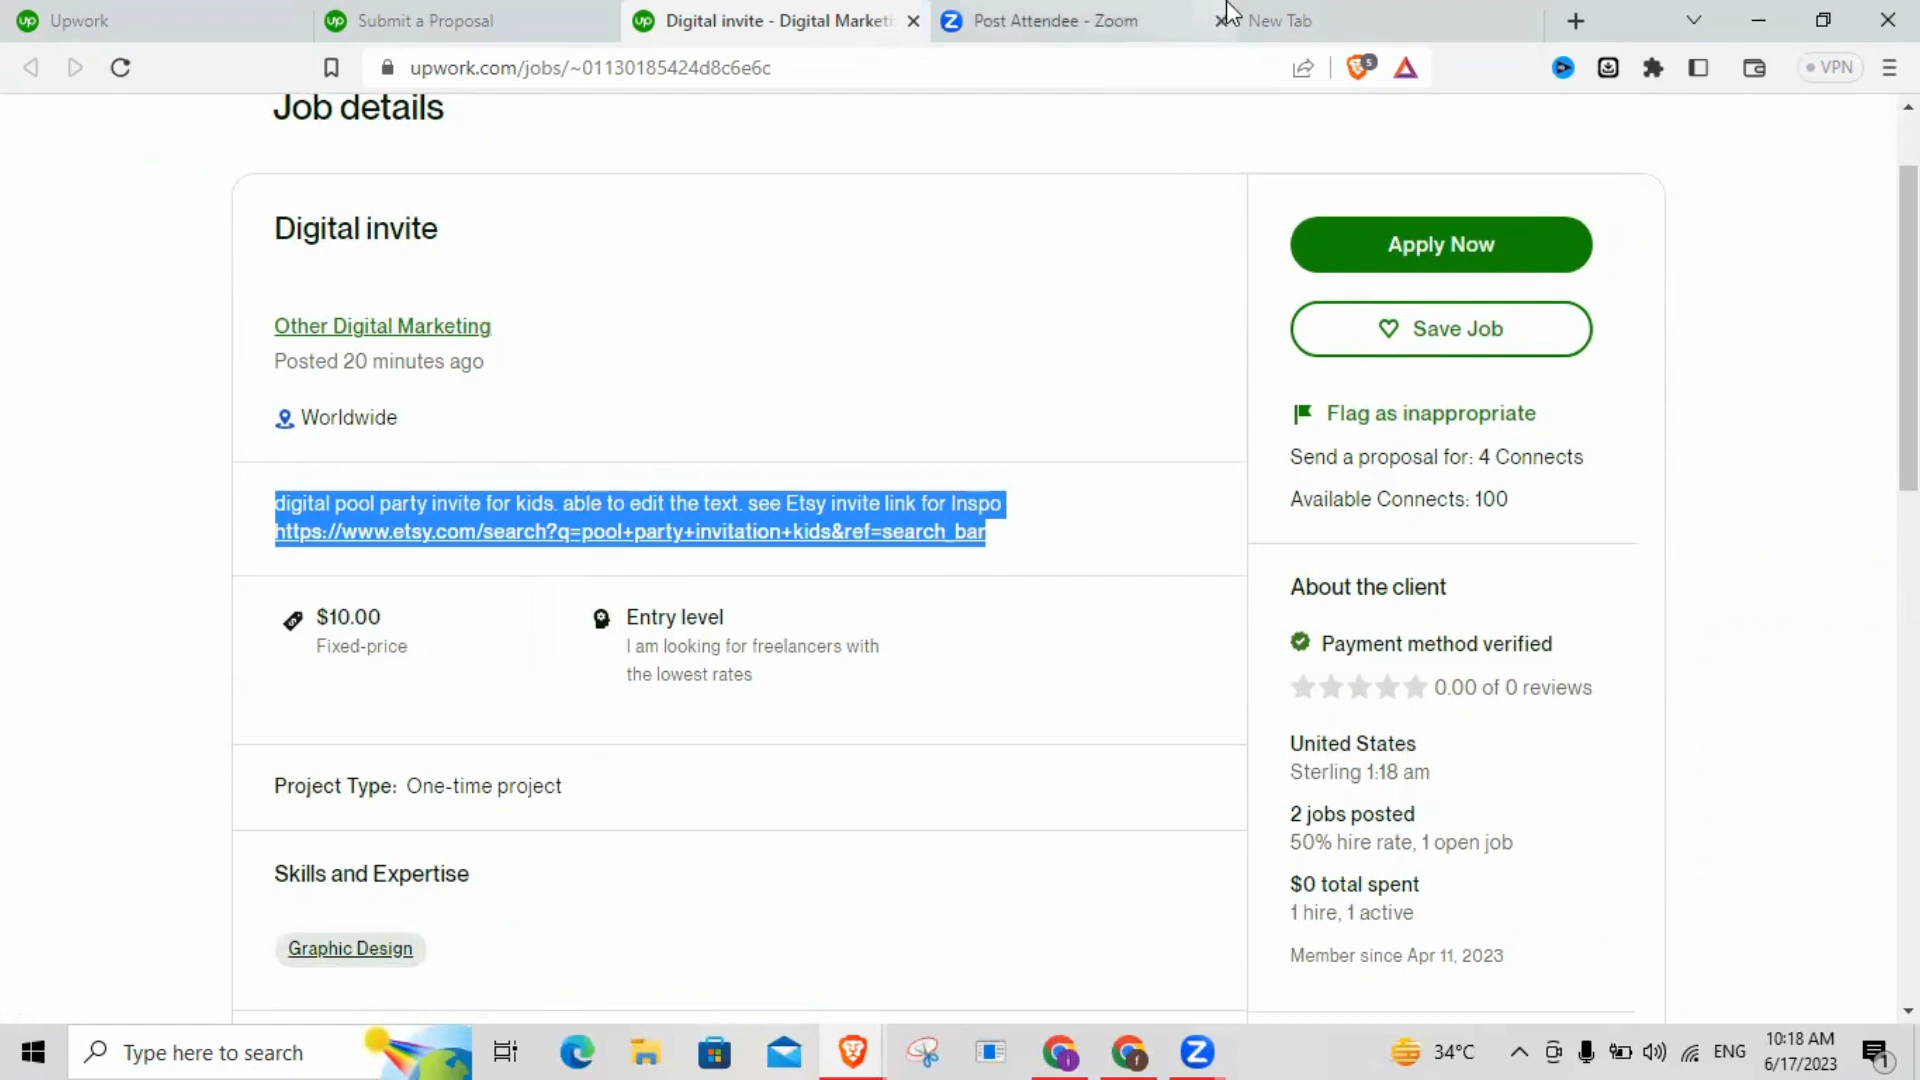 Upwork
Submit a Proposal
Digital invite - Digital Marketi
Post Attendee - Zoom
New Tab
upwork.com/jobs/~01130185424d8c6e6c
5
VPN
Job details
Digital invite
Other Digital Marketing
Posted 20 minutes ago
Worldwide
digital pool party invite for kids. able to edit the text. see Etsy invite link for Inspo
https://www.etsy.com/search?q=pool+party+invitation+kids&ref=search_bar
$10.00
Fixed-price
Entry level
I am looking for freelancers with
the lowest rates
Project Type: One-time project
Skills and Expertise
Graphic Design
Apply Now
Save Job
Flag as inappropriate
Send a proposal for: 4 Connects
Available Connects: 100
About the client
Payment method verified
0.00 of 0 reviews
United States
Sterling 1:18 am
2 jobs posted
50% hire rate, 1 open job
$0 total spent
1 hire, 1 active
Member since Apr 11, 2023
Type here to search
34°C
ENG
10:18 AM
6/17/2023
1